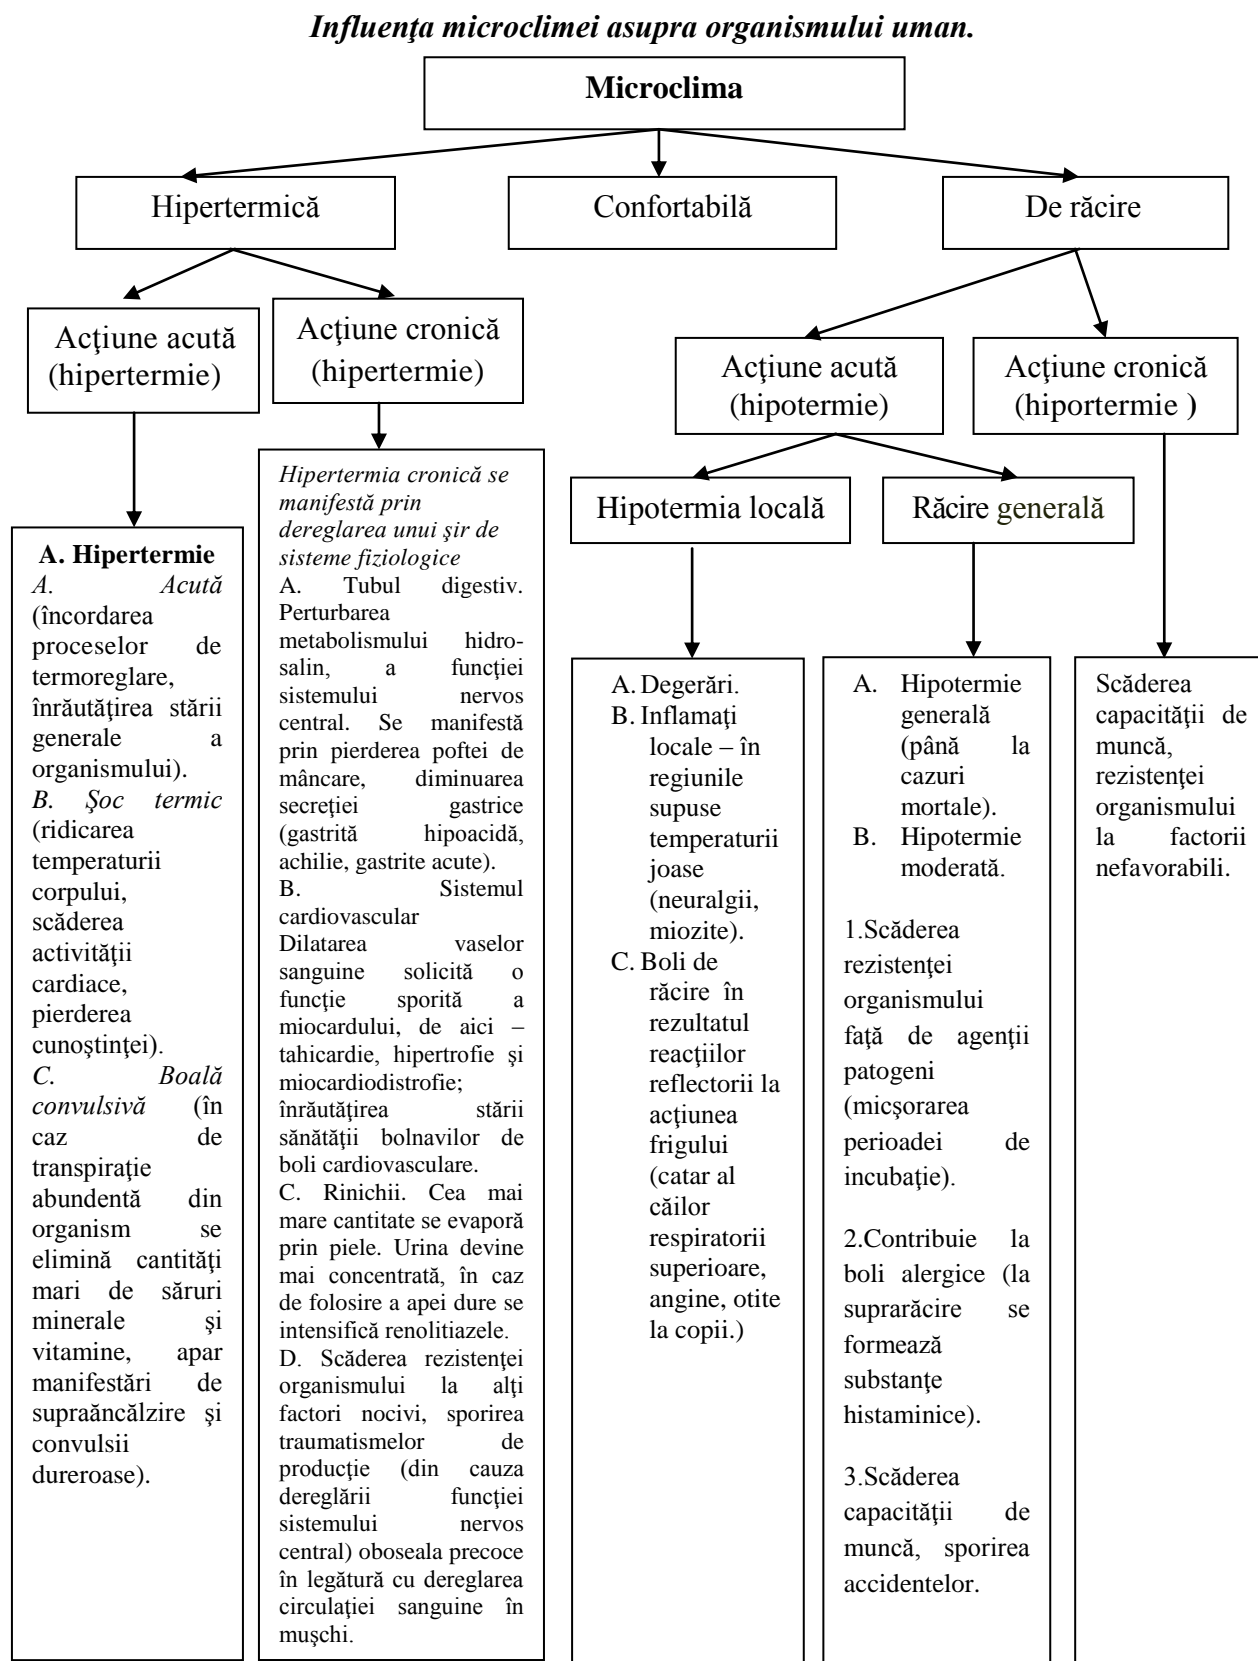 Influenţa microclimei asupra organismului uman.
Microclima
Hipertermică
Confortabilă
De răcire
Acţiune acută
(hipertermie)
Acţiune cronică
(hipertermie)
Acţiune acută
(hipotermie)
Acţiune cronică
(hiportermie )
Hipotermia locală
Răcire generală
A. Hipertermie
A. Acută
(încordarea
proceselor de
termoreglare,
înrăutăţirea stării
generale a
organismului).
B. Şoc termic
(ridicarea
temperaturii
corpului,
scăderea
activităţii
cardiace,
pierderea
cunoştinţei).
C. Boală
convulsivă (în
caz de
transpiraţie
abundentă din
organism se
elimină cantităţi
mari de săruri
minerale şi
vitamine, apar
manifestări de
supraăncălzire şi
convulsii
dureroase).
Hipertermia cronică se
manifestă prin
dereglarea unui şir de
sisteme fiziologice
A. Tubul digestiv.
Perturbarea
metabolismului hidro-
salin, a funcţiei
sistemului nervos
central. Se manifestă
prin pierderea poftei de
mâncare, diminuarea
secreţiei gastrice
(gastrită hipoacidă,
achilie, gastrite acute).
B. Sistemul
cardiovascular
Dilatarea vaselor
sanguine solicită o
funcţie sporită a
miocardului, de aici –
tahicardie, hipertrofie şi
miocardiodistrofie;
înrăutăţirea stării
sănătăţii bolnavilor de
boli cardiovasculare.
C. Rinichii. Cea mai
mare cantitate se evaporă
prin piele. Urina devine
mai concentrată, în caz
de folosire a apei dure se
intensifică renolitiazele.
D. Scăderea rezistenţei
organismului la alţi
factori nocivi, sporirea
traumatismelor de
producţie (din cauza
dereglării funcţiei
sistemului nervos
central) oboseala precoce
în legătură cu dereglarea
circulaţiei sanguine în
muşchi.
A. Degerări.
B. Inflamaţi
locale – în
regiunile
supuse
temperaturii
joase
(neuralgii,
miozite).
C. Boli de
răcire în
rezultatul
reacţiilor
reflectorii la
acţiunea
frigului
(catar al
căilor
respiratorii
superioare,
angine, otite
la copii.)
A. Hipotermie
generală
(până la
cazuri
mortale).
B. Hipotermie
moderată.
1.Scăderea
rezistenţei
organismului
faţă de agenţii
patogeni
(micşorarea
perioadei de
incubaţie).
2.Contribuie la
boli alergice (la
suprarăcire se
formează
substanţe
histaminice).
3.Scăderea
capacităţii de
muncă, sporirea
accidentelor.
Scăderea
capacităţii de
muncă,
rezistenţei
organismului
la factorii
nefavorabili.